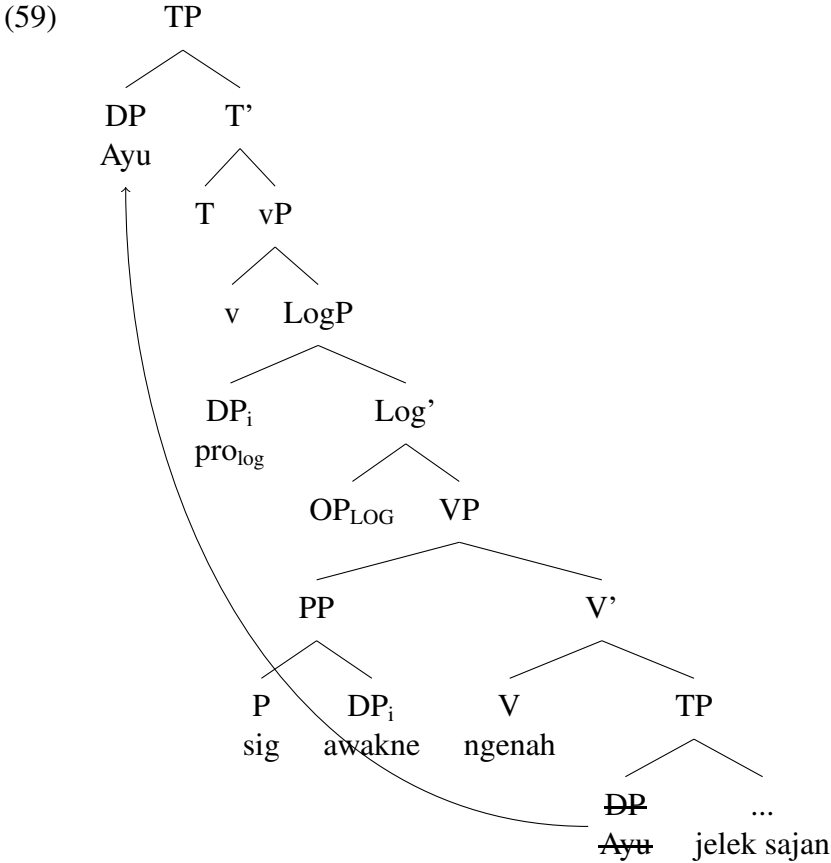 (59) TP
DP T’
Ayu
T vP
v LogP
DPi Log’
prolog
OPLOG VP
PP V’
P DPi V TP
sig awakne ngenah
DP ...
Ayu jelek sajan